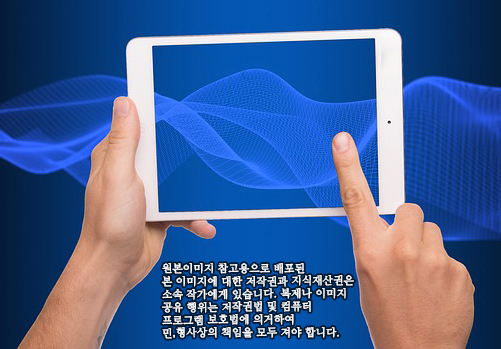 원본이미지 참고용으로 배포된
본 이미지에 대한 저작권과 지식재산권은
소속 작가에게 있습니다. 복제나 이미지
공유 행위는 저작권법 및 컴퓨터
프로그램 보호법에 의거하여
민.형사상의 책임을 모두 져야 합니다.